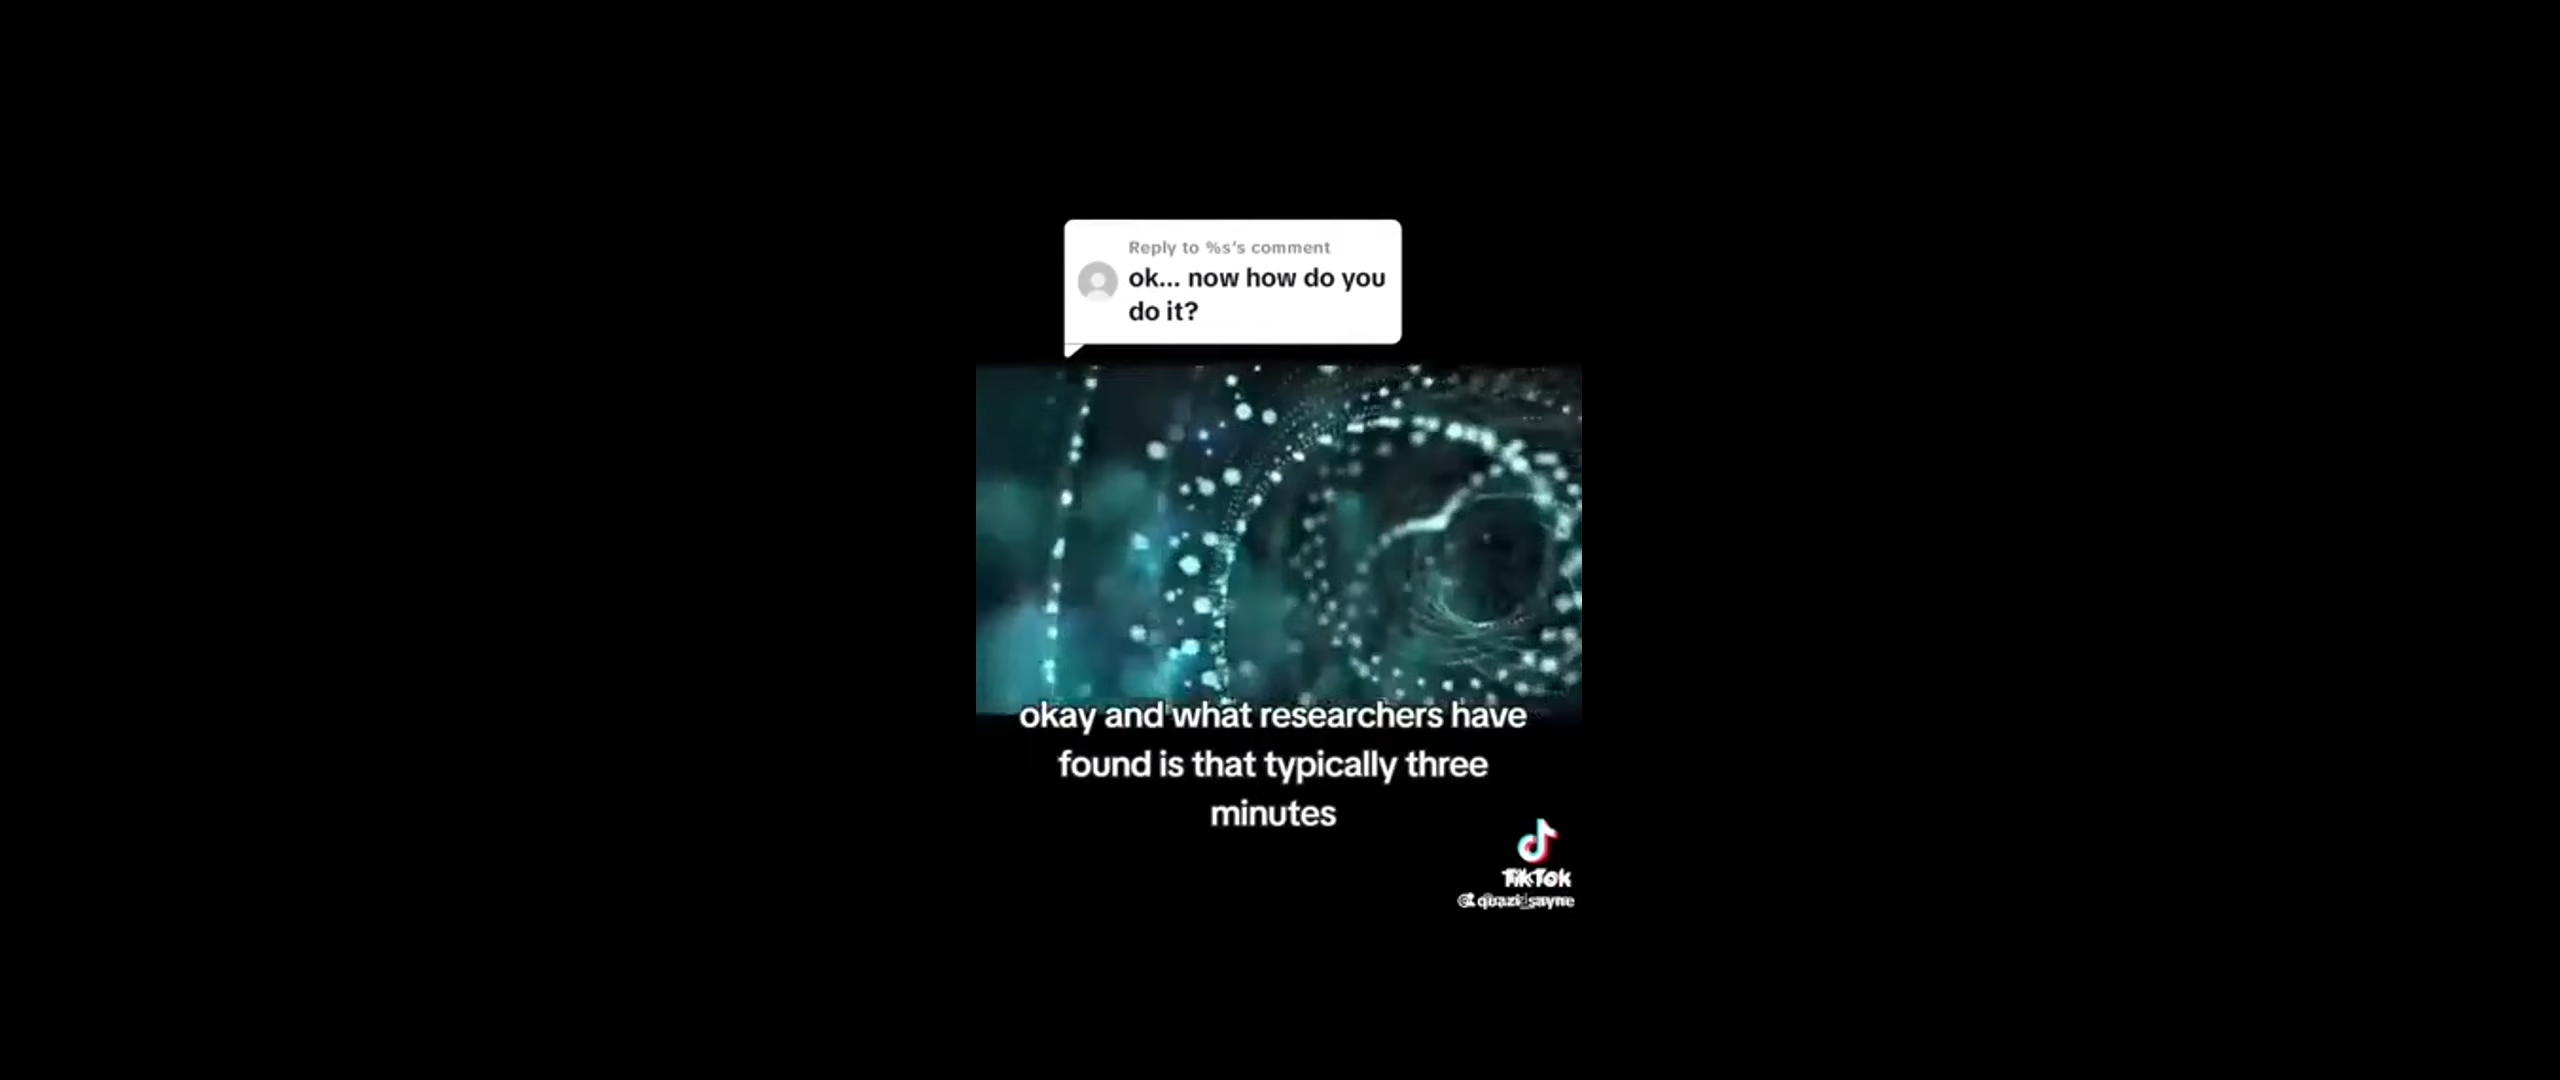 Reply to %s's comment
ok... now how do you
do it?
okay and what researchers have
found is that typically three
minutes
TikTok